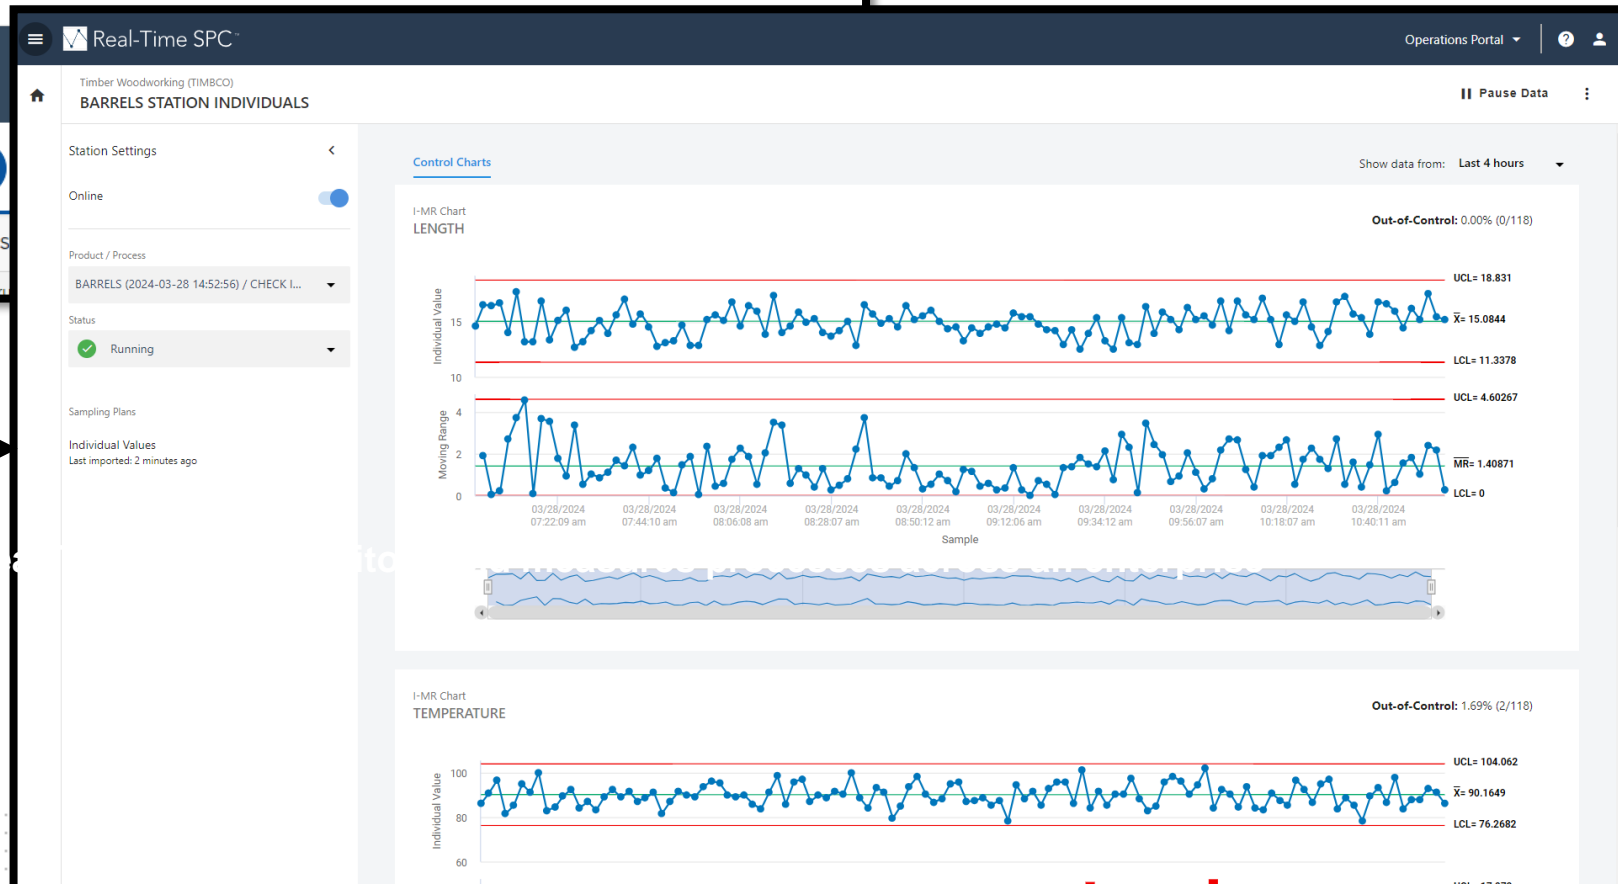 Real-Time SPC™
Operations Portal
Timber Woodworking (TIMBCO)
BARRELS STATION INDIVIDUALS
Pause Data
Station Settings
Online
Product / Process
BARRELS (2024-03-28 14:52:56) / CHECK I...
Status
Running
Sampling Plans
Individual Values
Last imported: 2 minutes ago
Control Charts
Show data from: Last 4 hours
I-MR Chart
LENGTH
Out-of-Control: 0.00% (0/118)
Individual Value
15
10
UCL= 18.831
X̅= 15.0844
LCL= 11.3378
Moving Range
4
2
0
UCL= 4.60267
M̅R̅= 1.40871
LCL= 0
03/28/2024 03/28/2024 03/28/2024 03/28/2024 03/28/2024 03/28/2024 03/28/2024 03/28/2024 03/28/2024 03/28/2024
07:22:09 am 07:44:10 am 08:06:08 am 08:28:07 am 08:50:12 am 09:12:06 am 09:34:12 am 09:56:07 am 10:18:07 am 10:40:11 am
Sample
measures processes across an enterprise
I-MR Chart
TEMPERATURE
Out-of-Control: 1.69% (2/118)
Individual Value
100
80
60
UCL= 104.062
X̅= 90.1649
LCL= 76.2682